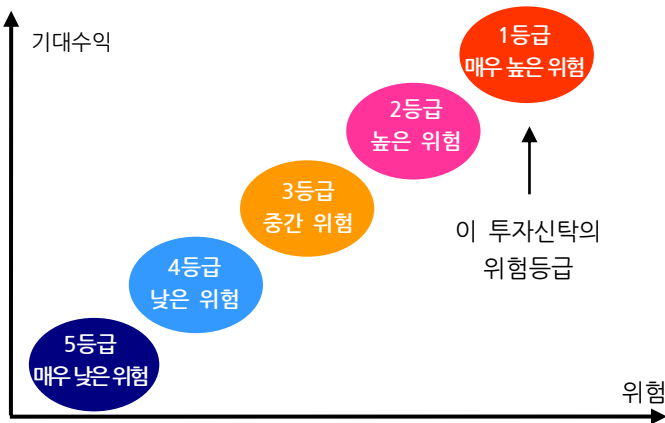 기대수익
1등급
매우 높은 위험
2등급
높은 위험
3등급
중간 위험
이 투자신탁의
위험등급
4등급
낮은 위험
5등급
매우 낮은 위험
위험